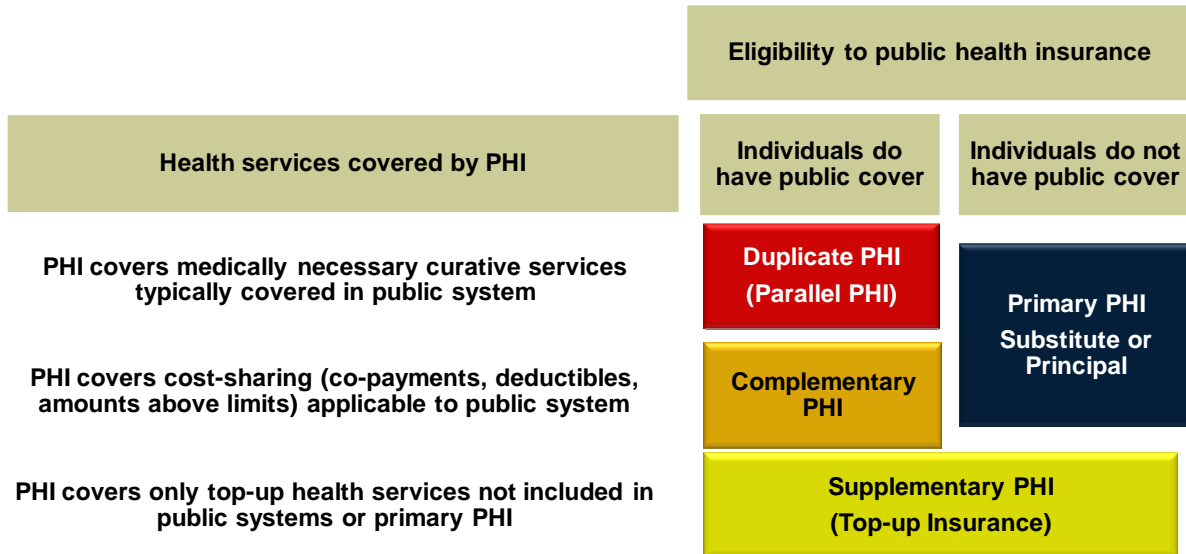 Eligibility to public health insurance
Health services covered by PHI
Individuals do
have public cover
Individuals do not
have public cover
PHI covers medically necessary curative services
typically covered in public system
Duplicate PHI
(Parallel PHI)
Primary PHI
Substitute or
Principal
PHI covers cost-sharing (co-payments, deductibles,
amounts above limits) applicable to public system
Complementary
PHI
PHI covers only top-up health services not included in
public systems or primary PHI
Supplementary PHI
(Top-up Insurance)